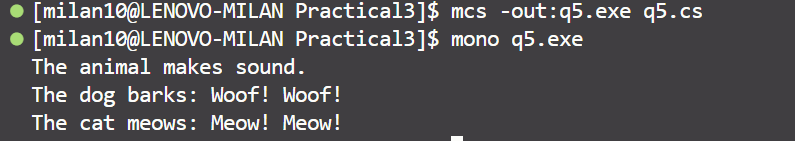 [milan10@LENOVO-MILAN Practical3]$ mcs -out:q5.exe q5.cs
[milan10@LENOVO-MILAN Practical3]$ mono q5.exe
The animal makes sound.
The dog barks: Woof! Woof!
The cat meows: Meow! Meow!